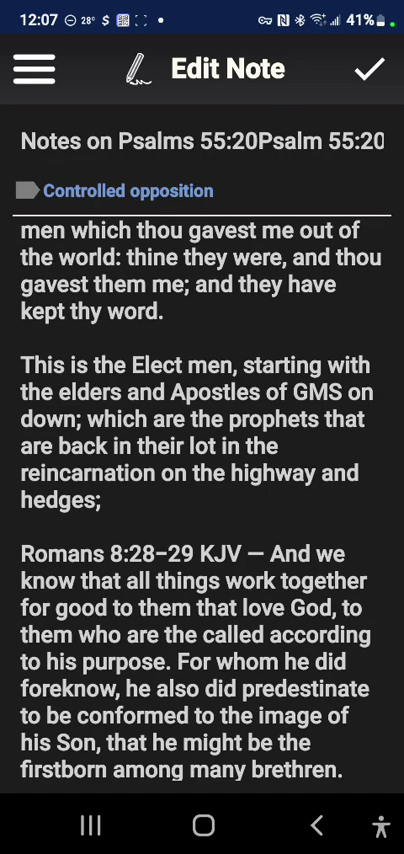 12:07 28° $ 41%
Edit Note
Notes on Psalms 55:20Psalm 55:20
Controlled opposition
men which thou gavest me out of
the world: thine they were, and thou
gavest them me; and they have
kept thy word.
This is the Elect men, starting with
the elders and Apostles of GMS on
down; which are the prophets that
are back in their lot in the
reincarnation on the highway and
hedges;
Romans 8:28–29 KJV — And we
know that all things work together
for good to them that love God, to
them who are the called according
to his purpose. For whom he did
foreknow, he also did predestinate
to be conformed to the image of
his Son, that he might be the
firstborn among many brethren.